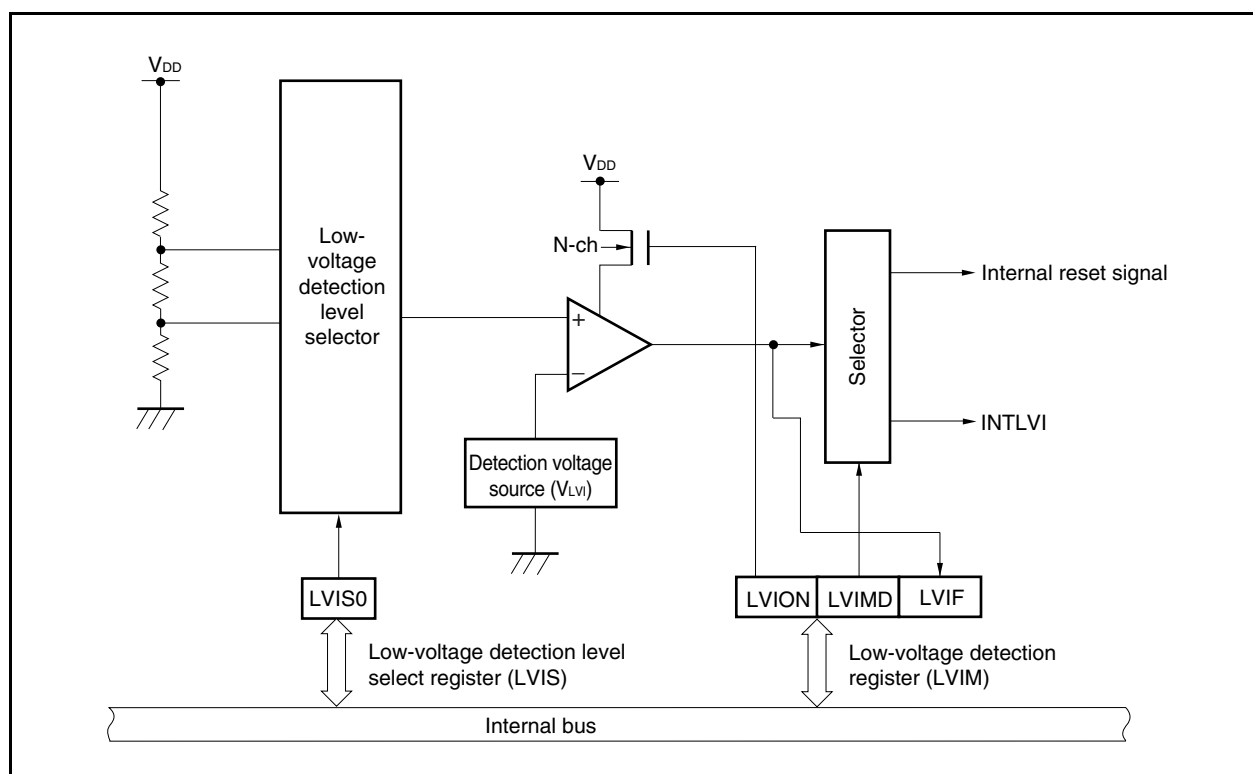 VDD
VDD
N-ch
Low-
voltage
detection
level
selector
+
−
Detection voltage
source (VLVI)
Selector
Internal reset signal
INTLVI
LVIS0
LVION
LVIMD
LVIF
Low-voltage detection level
select register (LVIS)
Low-voltage detection
register (LVIM)
Internal bus